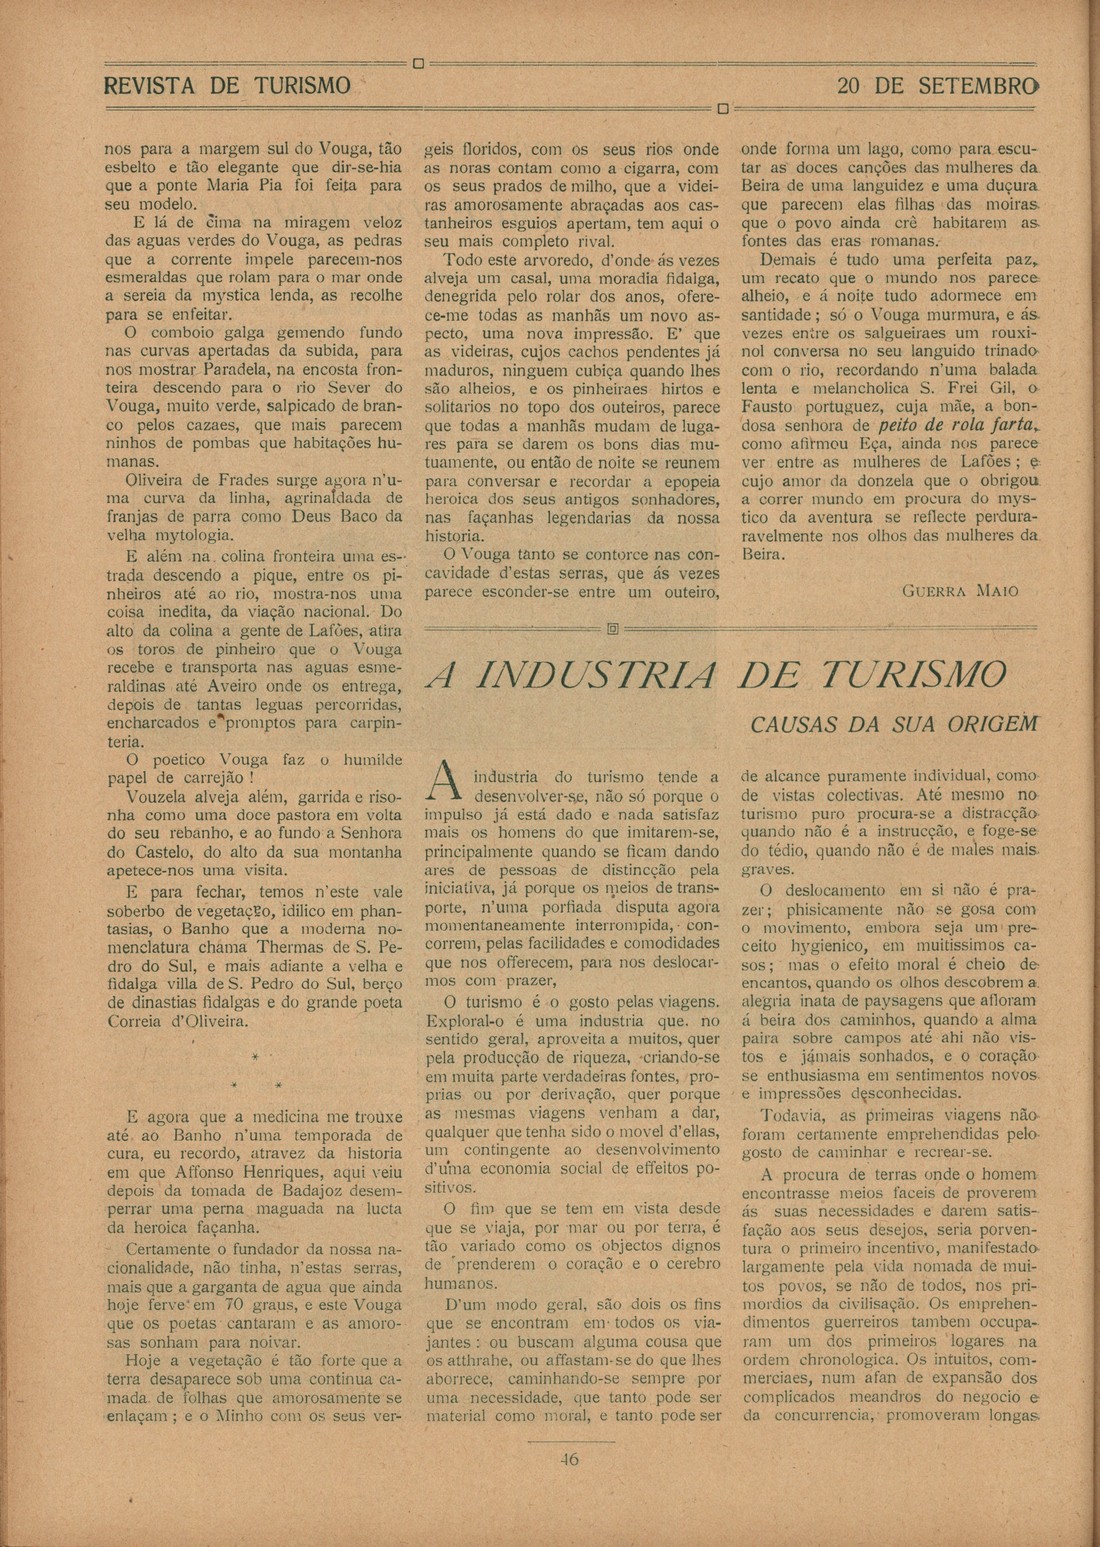 REVISTA DE TURISMO
20 DE SETEMBRO
nos para a margem sul do Vouga, tão
esbelto e tão elegante que dir-se-hia
que a ponte Maria Pia foi feita para
seu modelo.
E lá de cima na miragem veloz
das aguas verdes do Vouga, as pedras
que a corrente impele parecem-nos
esmeraldas que rolam para o mar onde
a sereia da mystica lenda, as recolhe
para se enfeitar.
O comboio galga gemendo fundo
nas curvas apertadas da subida, para
nos mostrar Paradela, na encosta fron-
teira descendo para o rio Sever do
Vouga, muito verde, salpicado de bran-
co pelos cazaes, que mais parecem
ninhos de pombas que habitações hu-
manas.
Oliveira de Frades surge agora n'u-
ma curva da linha, agrinaldada de
franjas de parra como Deus Baco da
velha mytologia.
E além na colina fronteira uma es-
trada descendo a pique, entre os pi-
nheiros até ao rio, mostra-nos uma
coisa inedita, da viação nacional. Do
alto da colina a gente de Lafões, atira
os toros de pinheiro que o Vouga
recebe e transporta nas aguas esme-
raldinas até Aveiro onde os entrega,
depois de tantas leguas percorridas,
encharcados e promptos para carpin-
teria.
O poetico Vouga faz o humilde
papel de carrejão !
Vouzela alveja além, garrida e riso-
nha como uma doce pastora em volta
do seu rebanho, e ao fundo a Senhora
do Castelo, do alto da sua montanha
apetece-nos uma visita.
E para fechar, temos n'este vale
soberbo de vegetação, idilico em phan-
tasias, o Banho que a moderna no-
menclatura chama Thermas de S. Pe-
dro do Sul, e mais adiante a velha e
fidalga villa de S. Pedro do Sul, berço
de dinastias fidalgas e do grande poeta
Correia d'Oliveira.
*
* *
E agora que a medicina me trouxe
até ao Banho n'uma temporada de
cura, eu recordo, atravez da historia
em que Affonso Henriques, aqui veiu
depois da tomada de Badajoz desem-
perrar uma perna maguada na lucta
da heroica façanha.
Certamente o fundador da nossa na-
cionalidade, não tinha, n'estas serras,
mais que a garganta de agua que ainda
hoje ferve em 70 graus, e este Vouga
que os poetas cantaram e as amoro-
sas sonham para noivar.
Hoje a vegetação é tão forte que a
terra desaparece sob uma continua ca-
mada de folhas que amorosamente se
enlaçam ; e o Minho com os seus ver-
geis floridos, com os seus rios onde
as noras contam como a cigarra, com
os seus prados de milho, que a videi-
ras amorosamente abraçadas aos cas-
tanheiros esguios apertam, tem aqui o
seu mais completo rival.
Todo este arvoredo, d'onde ás vezes
alveja um casal, uma moradia fidalga,
denegrida pelo rolar dos anos, ofere-
ce-me todas as manhãs um novo as-
pecto, uma nova impressão. E' que
as videiras, cujos cachos pendentes já
maduros, ninguem cubiça quando lhes
são alheios, e os pinheiraes hirtos e
solitarios no topo dos outeiros, parece
que todas a manhãs mudam de luga-
res para se darem os bons dias mu-
tuamente, ou então de noite se reunem
para conversar e recordar a epopeia
heroica dos seus antigos sonhadores,
nas façanhas legendarias da nossa
historia.
O Vouga tanto se contorce nas con-
cavidade d'estas serras, que ás vezes
parece esconder-se entre um outeiro,
onde forma um lago, como para escu-
tar as doces canções das mulheres da
Beira de uma languidez e uma duçura
que parecem elas filhas das moiras
que o povo ainda crê habitarem as
fontes das eras romanas.
Demais é tudo uma perfeita paz,
um recato que o mundo nos parece
alheio, e á noite tudo adormece em
santidade ; só o Vouga murmura, e ás
vezes entre os salgueiraes um rouxi-
nol conversa no seu languido trinado
com o rio, recordando n'uma balada
lenta e melancholica S. Frei Gil, o
Fausto portuguez, cuja mãe, a bon-
dosa senhora de peito de rola farta,
como afirmou Eça, ainda nos parece
ver entre as mulheres de Lafões ; e
cujo amor da donzela que o obrigou
a correr mundo em procura do mys-
tico da aventura se reflecte perdura-
ravelmente nos olhos das mulheres da
Beira.
GUERRA MAIO
A INDUSTRIA DE TURISMO
CAUSAS DA SUA ORIGEM
A industria do turismo tende a
desenvolver-se, não só porque o
impulso já está dado e nada satisfaz
mais os homens do que imitarem-se,
principalmente quando se ficam dando
ares de pessoas de distincção pela
iniciativa, já porque os meios de trans-
porte, n'uma porfiada disputa agora
momentaneamente interrompida, con-
correm, pelas facilidades e comodidades
que nos offerecem, para nos deslocar-
mos com prazer,
O turismo é o gosto pelas viagens.
Exploral-o é uma industria que. no
sentido geral, aproveita a muitos, quer
pela producção de riqueza, criando-se
em muita parte verdadeiras fontes, pro-
prias ou por derivação, quer porque
as mesmas viagens venham a dar,
qualquer que tenha sido o movel d'ellas,
um contingente ao desenvolvimento
d'uma economia social de effeitos po-
sitivos.
O fim que se tem em vista desde
que se viaja, por mar ou por terra, é
tão variado como os objectos dignos
de prenderem o coração e o cerebro
humanos.
D'um modo geral, são dois os fins
que se encontram em todos os via-
jantes : ou buscam alguma cousa que
os atthrahe, ou affastam-se do que lhes
aborrece, caminhando-se sempre por
uma necessidade, que tanto pode ser
material como moral, e tanto pode ser
de alcance puramente individual, como
de vistas colectivas. Até mesmo no
turismo puro procura-se a distracção
quando não é a instrucção, e foge-se
do tédio, quando não é de males mais
graves.
O deslocamento em si não é pra-
zer; phisicamente não se gosa com
o movimento, embora seja um pre-
ceito hygienico, em muitissimos ca-
sos ; mas o efeito moral é cheio de
encantos, quando os olhos descobrem a
alegria inata de paysagens que afloram
á beira dos caminhos, quando a alma
paira sobre campos até ahi não vis-
tos e jámais sonhados, e o coração
se enthusiasma em sentimentos novos
e impressões desconhecidas.
Todavia, as primeiras viagens não
foram certamente emprehendidas pelo
gosto de caminhar e recrear-se.
A procura de terras onde o homem
encontrasse meios faceis de proverem
ás suas necessidades e darem satis-
fação aos seus desejos, seria porven-
tura o primeiro incentivo, manifestado
largamente pela vida nomada de mui-
tos povos, se não de todos, nos pri-
mordios da civilisação. Os emprehen-
dimentos guerreiros tambem occupa-
ram um dos primeiros logares na
ordem chronologica. Os intuitos, com-
merciaes, num afan de expansão dos
complicados meandros do negocio e
da concurrencia, promoveram longas
46